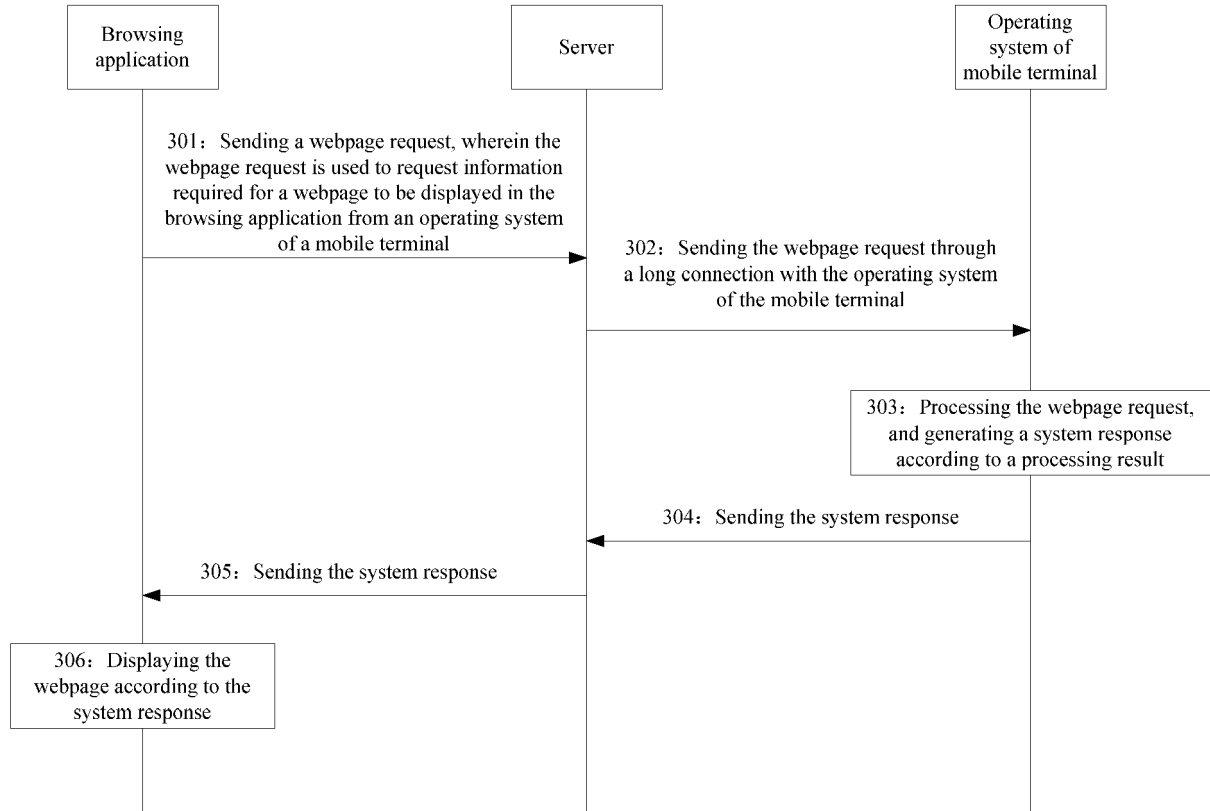 Browsing
application
Server
Operating
system of
mobile terminal
301：Sending a webpage request, wherein the
webpage request is used to request information
required for a webpage to be displayed in the
browsing application from an operating system
of a mobile terminal
302：Sending the webpage request through
a long connection with the operating system
of the mobile terminal
303：Processing the webpage request,
and generating a system response
according to a processing result
304：Sending the system response
305：Sending the system response
306：Displaying the
webpage according to the
system response